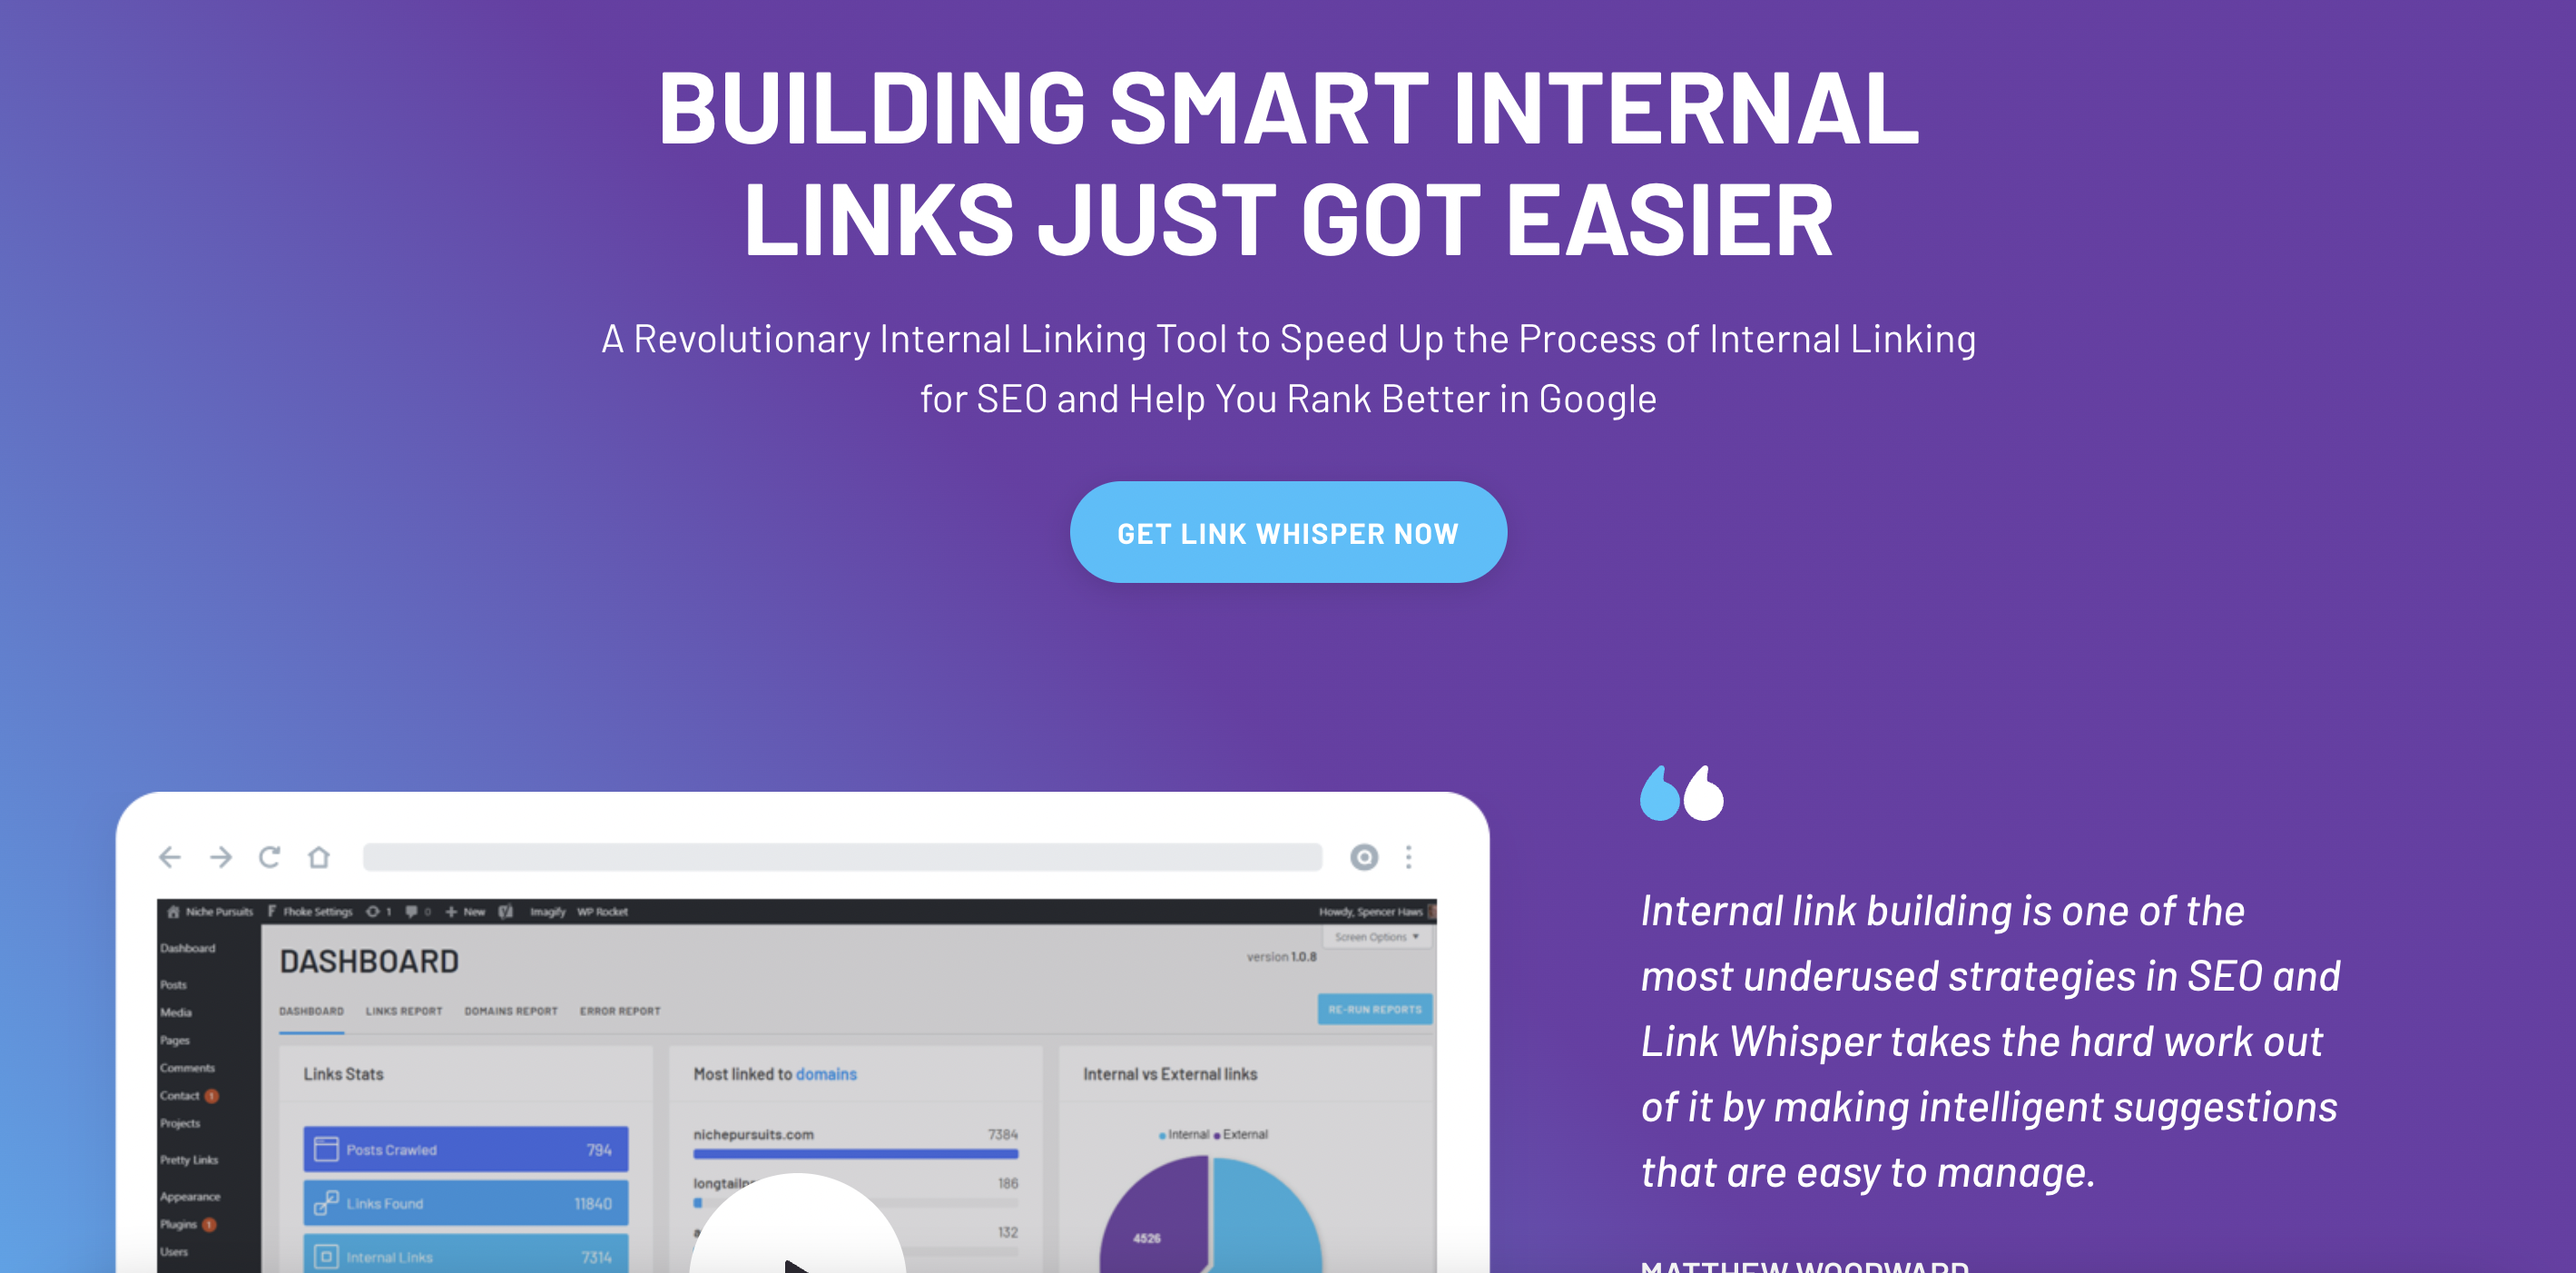 BUILDING SMART INTERNAL
LINKS JUST GOT EASIER
A Revolutionary Internal Linking Tool to Speed Up the Process of Internal Linking
for SEO and Help You Rank Better in Google
GET LINK WHISPER NOW
Niche Pursuits Fhoke Settings 1 0 New Imagify WP Rocket Howdy, Spencer Haws
Dashboard
Posts
Media
Pages
Comments
Contact 1
Projects
Pretty Links
Appearance
Plugins 1
Users
Screen Options
DASHBOARD
version 1.0.8
DASHBOARD LINKS REPORT DOMAINS REPORT ERROR REPORT
RE-RUN REPORTS
Links Stats
Posts Crawled 794
Links Found 11840
Internal Links 7314
Most linked to domains
nichepursuits.com 7384
186
132
Internal vs External links
Internal External
4526
Internal link building is one of the
most underused strategies in SEO and
Link Whisper takes the hard work out
of it by making intelligent suggestions
that are easy to manage.
MATTHEW WOODWARD